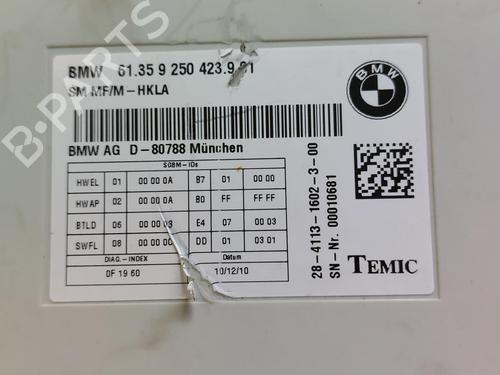 BMW 61.35 9 250 423.9
SM MF/M-HKLA
BMW
BMW AG D-80788 München
SGBM-IDs
HWEL 01 00 00 0A B7 01 00 00
HWAP 02 00 00 0A B0 FF FF FF
BTLD 05 00 00 03 E4 07 00 03
SWFL 08 00 00 00 DD 01 03 01
DIAG.-INDEX DATUM
0F 19 60 10/12/10
28-4113-1602-3-00
SN-Nr. 00010681
TEMIC
B-PARTS